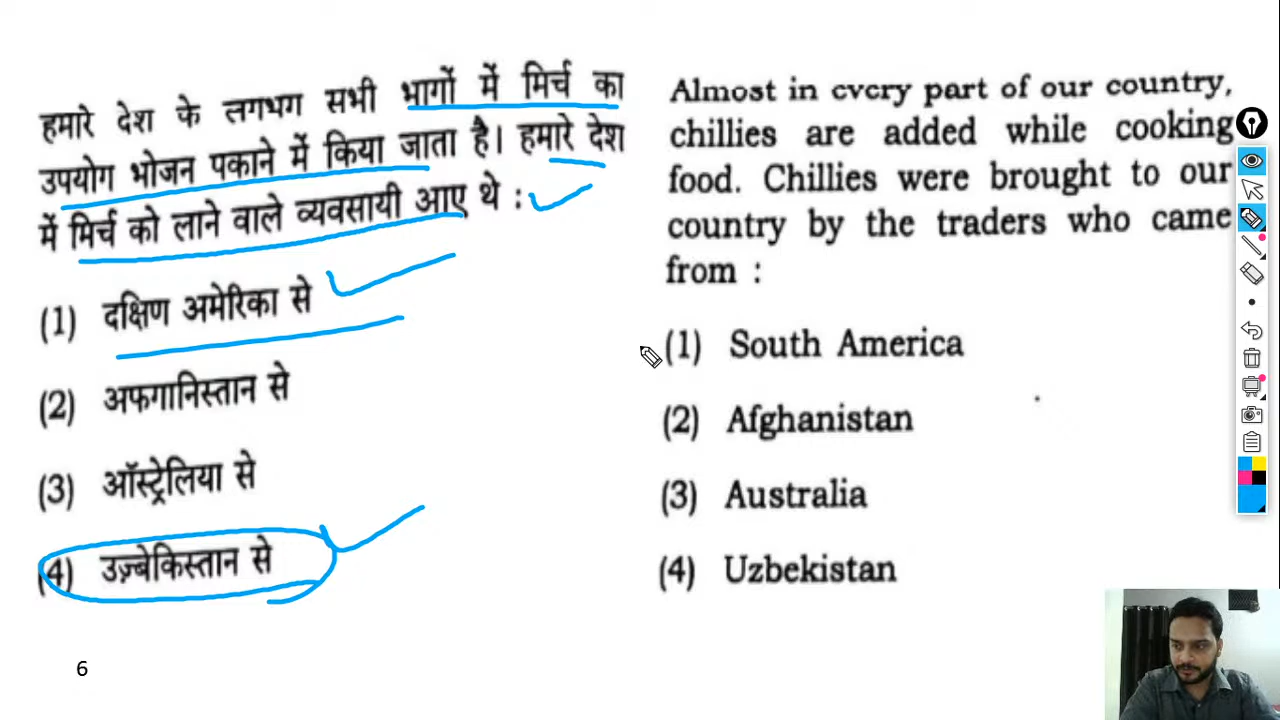 हमारे देश के लगभग सभी भागों में मिर्च का
उपयोग भोजन पकाने में किया जाता है। हमारे देश
में मिर्च को लाने वाले व्यवसायी आए थे :
(1) दक्षिण अमेरिका से
(2) अफगानिस्तान से
(3) ऑस्ट्रेलिया से
(4) उज़्बेकिस्तान से
Almost in every part of our country,
chillies are added while cooking
food. Chillies were brought to our
country by the traders who came
from :
(1) South America
(2) Afghanistan
(3) Australia
(4) Uzbekistan
6